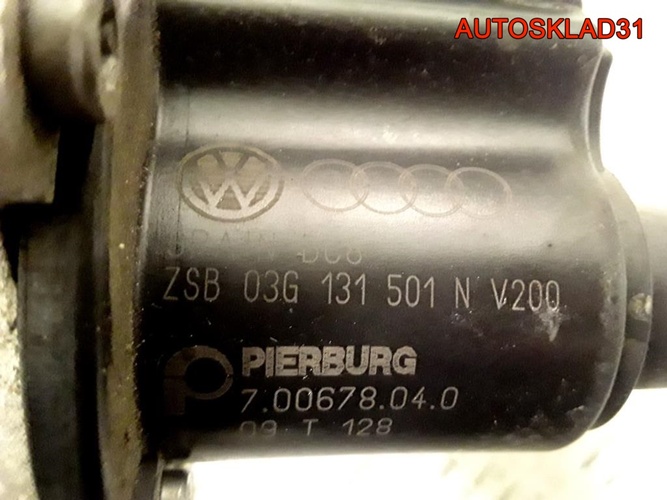 AUTOSKLAD31
ZSB 03G 131 501 N V200
PIERBURG
7.00678.04.0
09 T 128